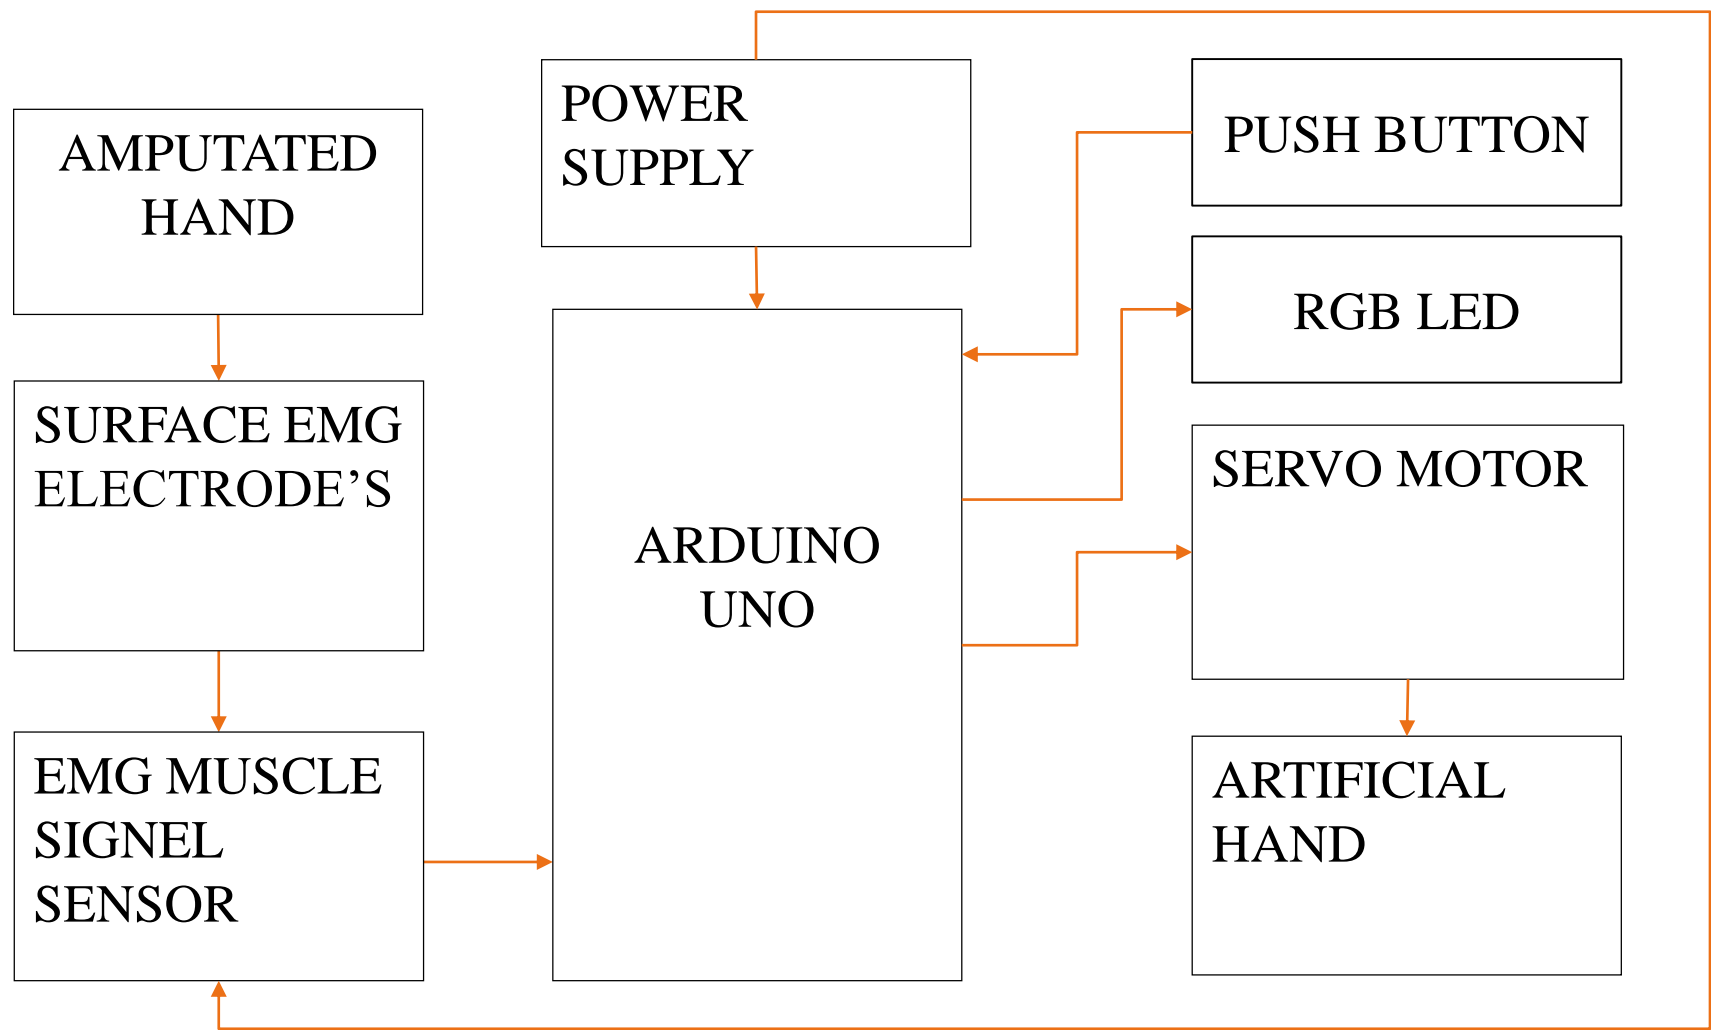 AMPUTATED
HAND
SURFACE EMG
ELECTRODE’S
EMG MUSCLE
SIGNEL
SENSOR
POWER
SUPPLY
ARDUINO
UNO
PUSH BUTTON
RGB LED
SERVO MOTOR
ARTIFICIAL
HAND